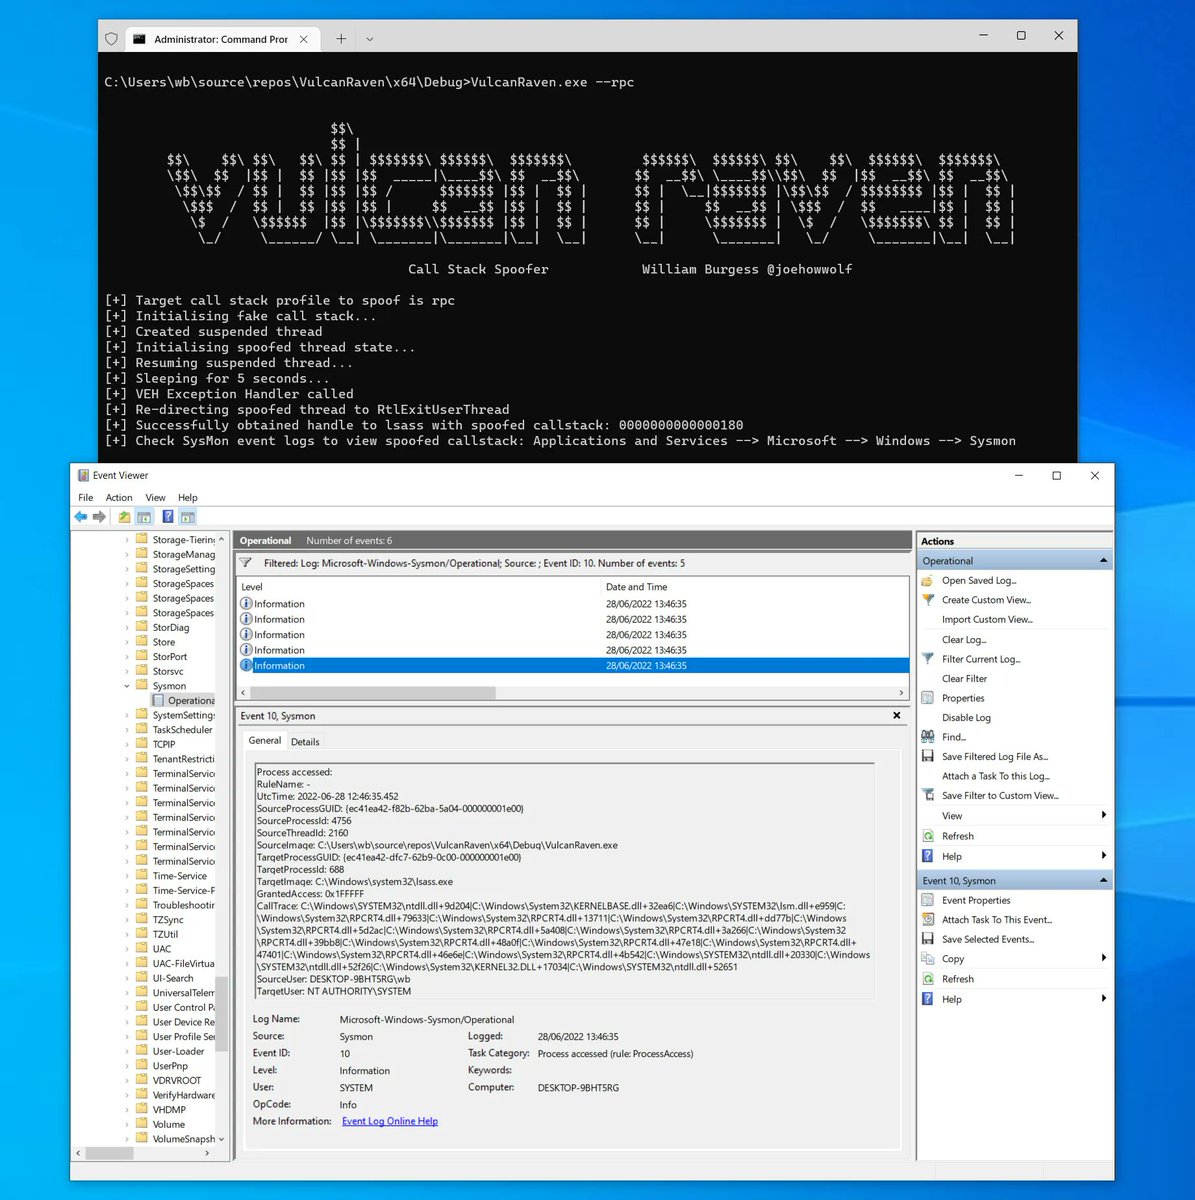 Administrator: Command Pror
C:\Users\wb\source\repos\VulcanRaven\x64\Debug>VulcanRaven.exe --rpc
vulcan raven
Call Stack Spoofer William Burgess @joehowwolf
[+] Target call stack profile to spoof is rpc
[+] Initialising fake call stack...
[+] Created suspended thread
[+] Initialising spoofed thread state...
[+] Resuming suspended thread...
[+] Sleeping for 5 seconds...
[+] VEH Exception Handler called
[+] Re-directing spoofed thread to RtlExitUserThread
[+] Successfully obtained handle to lsass with spoofed callstack: 0000000000000180
[+] Check SysMon event logs to view spoofed callstack: Applications and Services --> Microsoft --> Windows --> Sysmon
Event Viewer
File Action View Help
Storage-Tiering
StorageManag
StorageSetting
StorageSpaces
StorageSpaces
StorageSpaces
StorDiag
Store
StorPort
Storsvc
Sysmon
Operationa
SystemSettings
TaskScheduler
TCPIP
TenantRestricti
TerminalService
TerminalService
TerminalService
TerminalService
TerminalService
TerminalService
TerminalService
Time-Service
Time-Service-P
Troubleshootin
TZSync
TZUtil
UAC
UAC-FileVirtua
UI-Search
UniversalTelem
User Control Pa
User Device Re
User Profile Ser
User-Loader
UserPnp
VDRVROOT
VerifyHardware
VHDMP
Volume
VolumeSnapsh
Operational Number of events: 6
Filtered: Log: Microsoft-Windows-Sysmon/Operational; Source: ; Event ID: 10. Number of events: 5
Level Date and Time
Information 28/06/2022 13:46:35
Information 28/06/2022 13:46:35
Information 28/06/2022 13:46:35
Information 28/06/2022 13:46:35
Information 28/06/2022 13:46:35
Event 10, Sysmon
General Details
Process accessed:
RuleName: -
UtcTime: 2022-06-28 12:46:35.452
SourceProcessGUID: {ec41ea42-f82b-62ba-5a04-000000001e00}
SourceProcessId: 4756
SourceThreadId: 2160
SourceImage: C:\Users\wb\source\repos\VulcanRaven\x64\Debug\VulcanRaven.exe
TargetProcessGUID: {ec41ea42-dfc7-62b9-0c00-000000001e00}
TargetProcessId: 688
TargetImage: C:\Windows\system32\lsass.exe
GrantedAccess: 0x1FFFFF
CallTrace: C:\Windows\SYSTEM32\ntdll.dll+9d204|C:\Windows\System32\KERNELBASE.dll+32ea6|C:\Windows\SYSTEM32\lsm.dll+e959|C:
\Windows\System32\RPCRT4.dll+79633|C:\Windows\System32\RPCRT4.dll+13711|C:\Windows\System32\RPCRT4.dll+dd77b|C:\Windows
\System32\RPCRT4.dll+5d2ac|C:\Windows\System32\RPCRT4.dll+5a408|C:\Windows\System32\RPCRT4.dll+3a266|C:\Windows\System32
\RPCRT4.dll+39bb8|C:\Windows\System32\RPCRT4.dll+48a0f|C:\Windows\System32\RPCRT4.dll+47e18|C:\Windows\System32\RPCRT4.dll+
47401|C:\Windows\System32\RPCRT4.dll+46e6e|C:\Windows\System32\RPCRT4.dll+4b542|C:\Windows\SYSTEM32\ntdll.dll+20330|C:\Windows
\SYSTEM32\ntdll.dll+52f26|C:\Windows\System32\KERNEL32.DLL+17034|C:\Windows\SYSTEM32\ntdll.dll+52651
SourceUser: DESKTOP-9BHT5RG\wb
TargetUser: NT AUTHORITY\SYSTEM
Log Name: Microsoft-Windows-Sysmon/Operational
Source: Sysmon Logged: 28/06/2022 13:46:35
Event ID: 10 Task Category: Process accessed (rule: ProcessAccess)
Level: Information Keywords:
User: SYSTEM Computer: DESKTOP-9BHT5RG
OpCode: Info
More Information: Event Log Online Help
Actions
Operational
Open Saved Log...
Create Custom View...
Import Custom View...
Clear Log...
Filter Current Log...
Clear Filter
Properties
Disable Log
Find...
Save Filtered Log File As...
Attach a Task To this Log...
Save Filter to Custom View...
View
Refresh
Help
Event 10, Sysmon
Event Properties
Attach Task To This Event...
Save Selected Events...
Copy
Refresh
Help